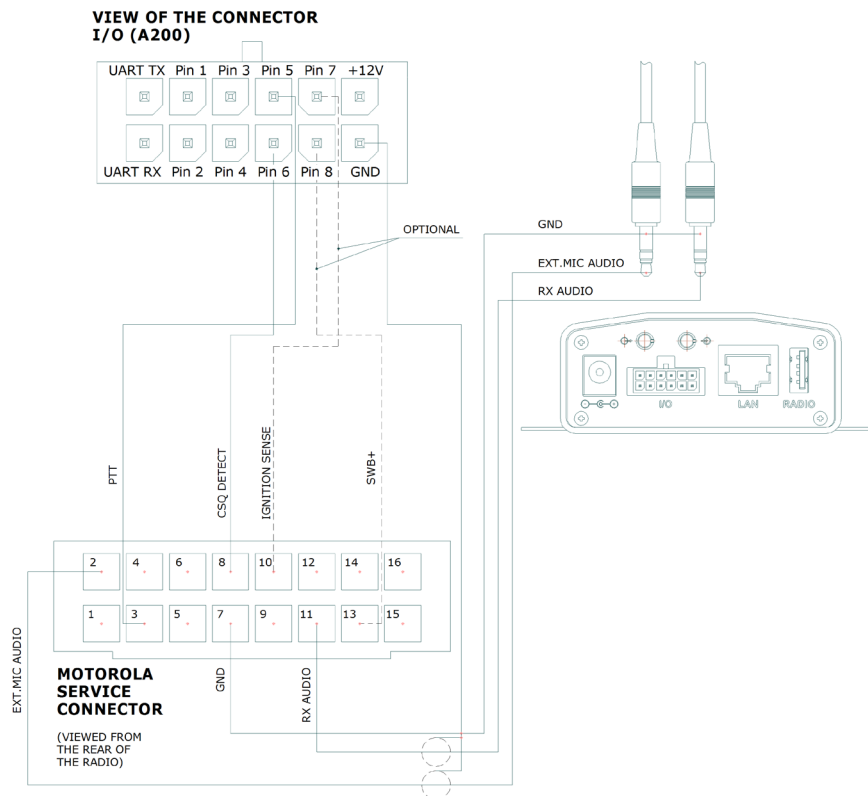 VIEW OF THE CONNECTOR
I/O (A200)
UART TX Pin 1 Pin 3 Pin 5 Pin 7 +12V
UART RX Pin 2 Pin 4 Pin 6 Pin 8 GND
OPTIONAL
GND
EXT.MIC AUDIO
RX AUDIO
I/O LAN RADIO
PTT
CSQ DETECT
IGNITION SENSE
SWB+
2 4 6 8 10 12 14 16
1 3 5 7 9 11 13 15
EXT.MIC AUDIO
GND
RX AUDIO
MOTOROLA
SERVICE
CONNECTOR
(VIEWED FROM
THE REAR OF
THE RADIO)